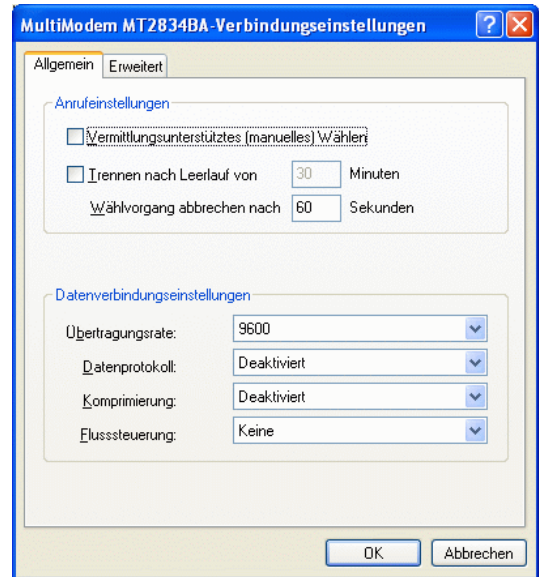 MultiModem MT2834BA-Verbindungseinstellungen
Allgemein Erweitert
Anrufeinstellungen
Vermittlungsunterstütztes (manuelles) Wählen
Trennen nach Leerlauf von 30 Minuten
Wählvorgang abbrechen nach 60 Sekunden
Datenverbindungseinstellungen
Übertragungsrate: 9600
Datenprotokoll: Deaktiviert
Komprimierung: Deaktiviert
Flusssteuerung: Keine
OK Abbrechen